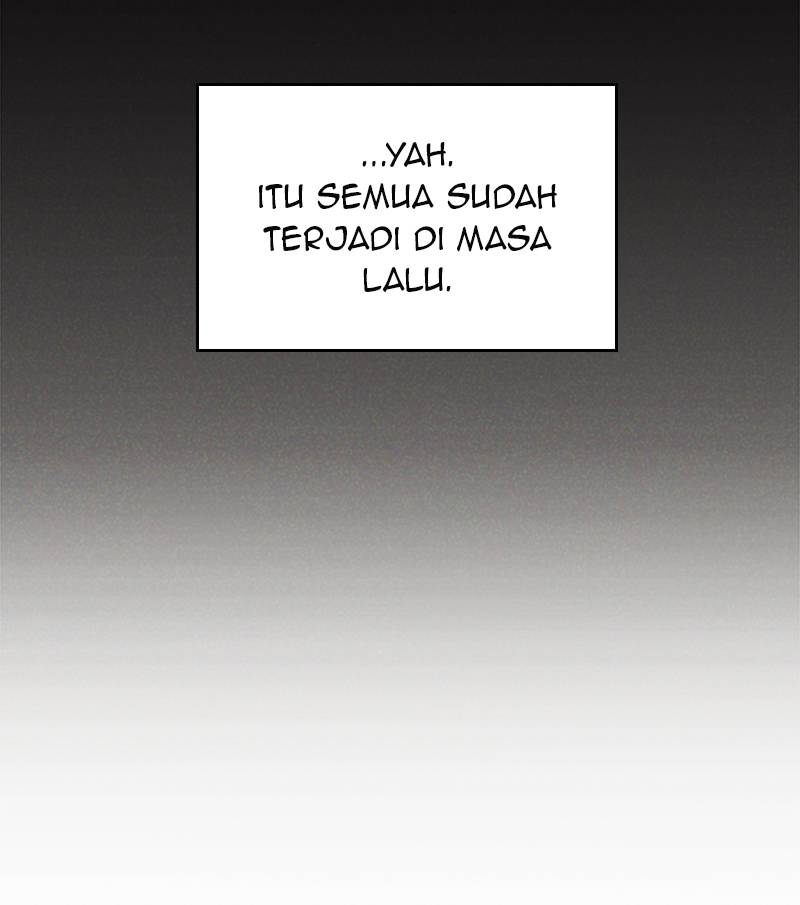 ...YAH.
ITU SEMUA SUDAH
TERJADI DI MASA
LALU.